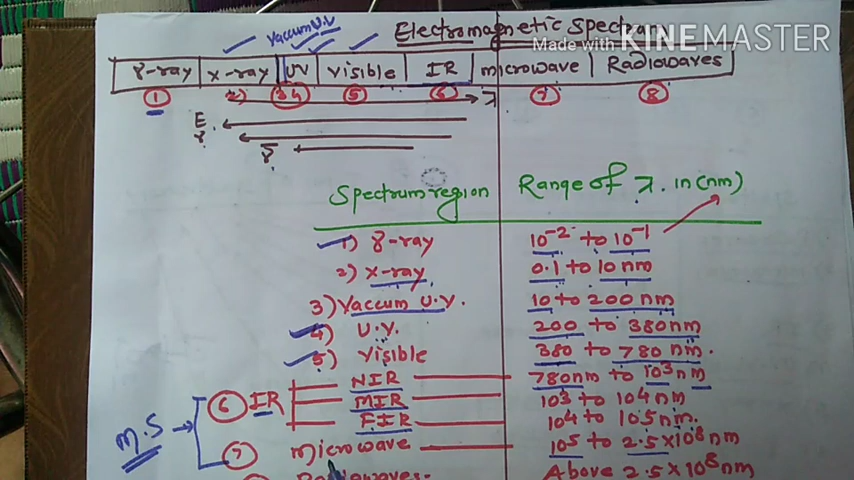 Electromagnetic Spectrum
Made with KINEMASTER
Vaccum U.V
γ-ray x-ray UV visible IR microwave Radiowaves
① 2) ③ ④ ⑤ ⑥ λ ⑦ ⑧
E
γ
γ̅
Spectrum region Range of λ. in (nm)
1) γ-ray 10⁻² to 10⁻¹
2) x-ray 0.1 to 10 nm
3) Vaccum U.V. 10 to 200 nm
4) U.V. 200 to 380nm
5) Visible 380 to 780 nm.
⑥ IR NIR 780nm to 10³ nm
MIR 10³ to 10⁴ nm
FIR 10⁴ to 10⁵ nm.
M.S ⑦ microwave 10⁵ to 2.5×10⁸ nm
Radiowaves. Above 2.5×10⁸ nm